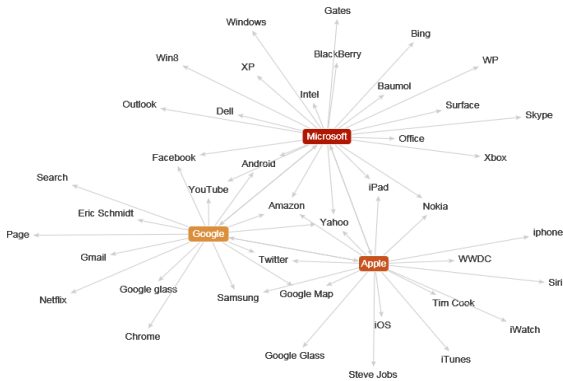 Gates
Windows
Bing
BlackBerry
Win8
XP
WP
Baumol
Intel
Outlook
Dell
Surface
Skype
Microsoft
Office
Facebook
Android
Xbox
Search
YouTube
iPad
Amazon
Nokia
Eric Schmidt
Yahoo
Page
Google
iphone
Gmail
Twitter
Apple
WWDC
Siri
Google glass
Netflix
Samsung
Google Map
Tim Cook
Chrome
iOS
iWatch
Google Glass
iTunes
Steve Jobs